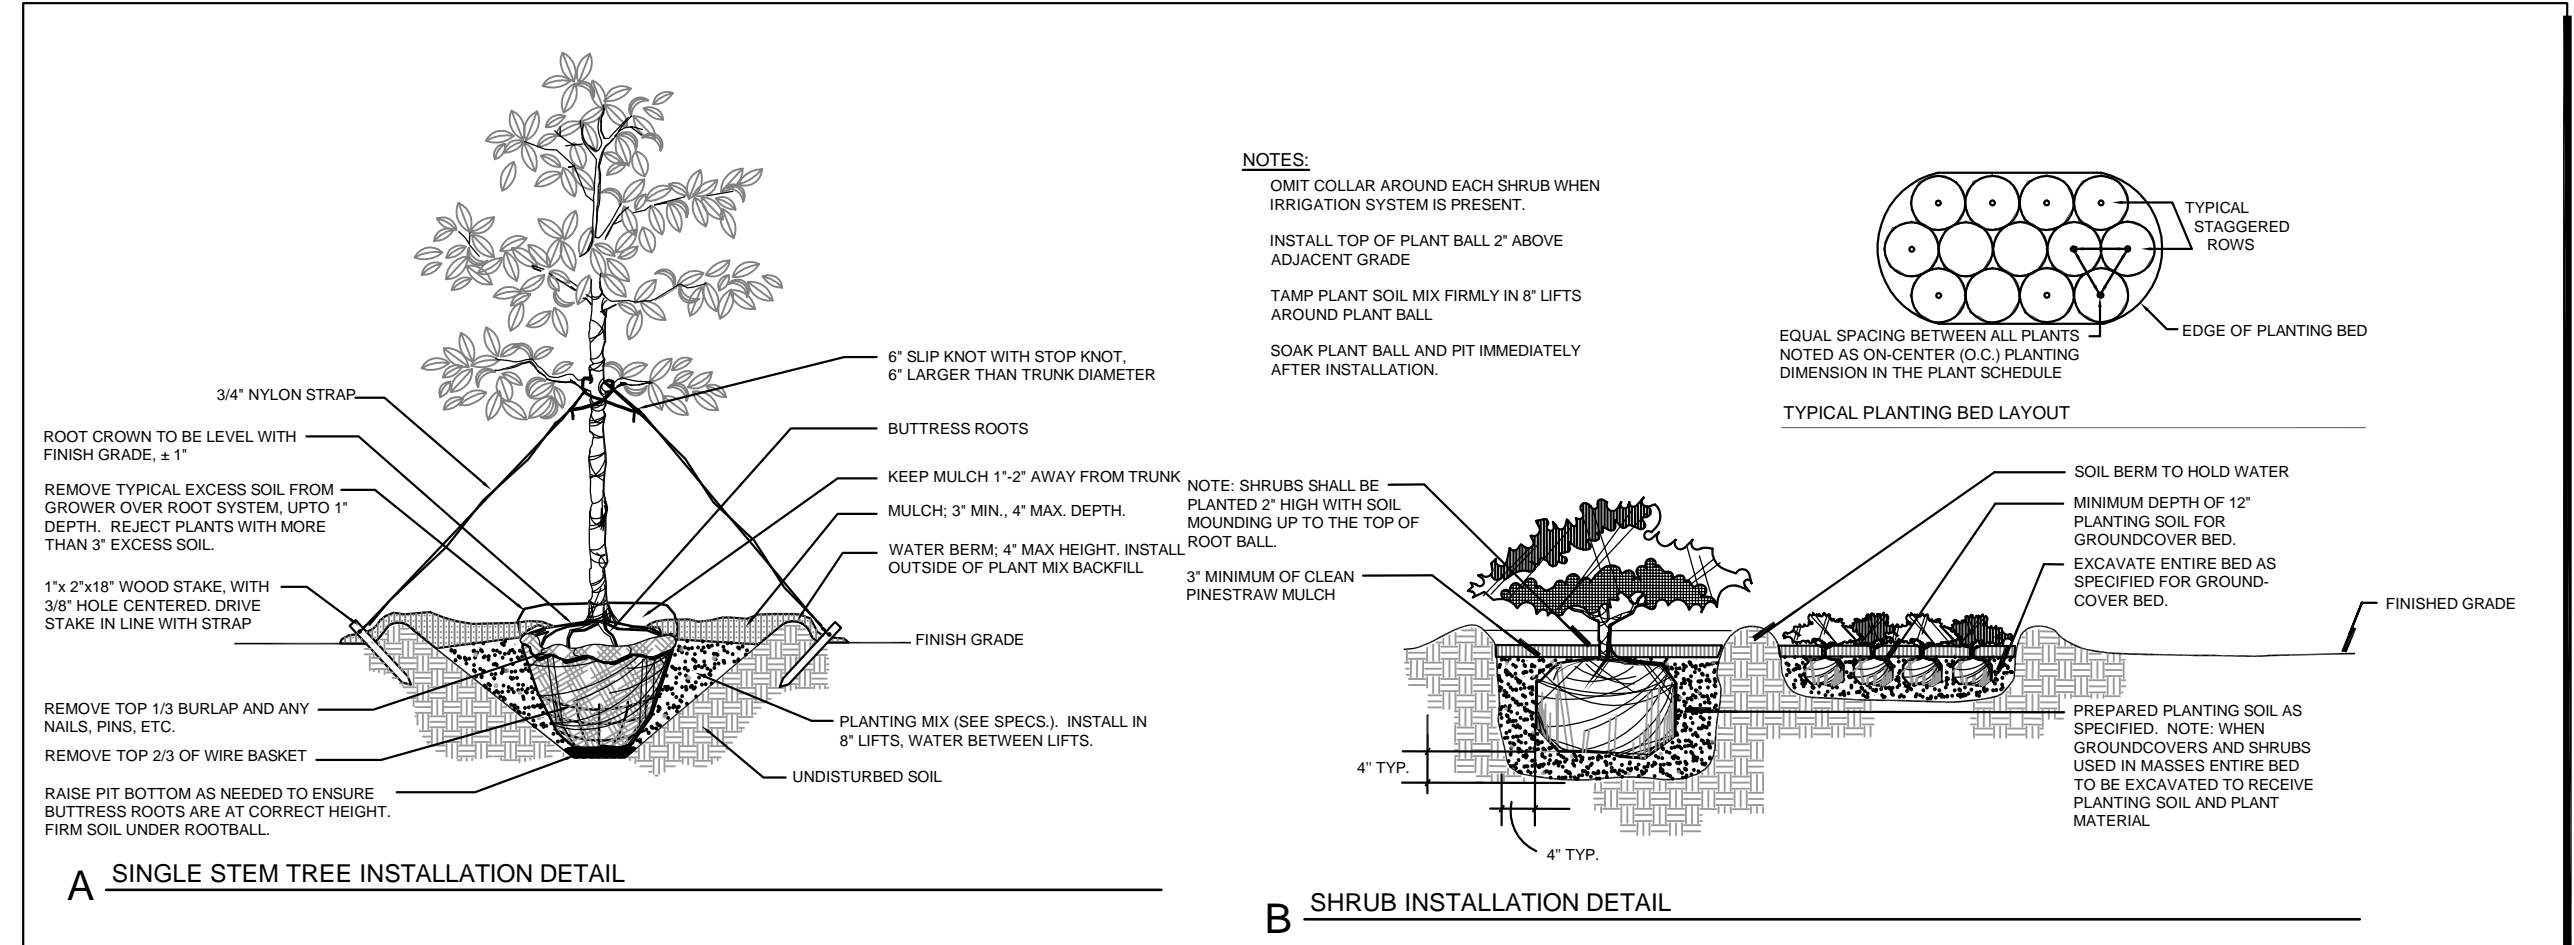 3/4" NYLON STRAP
ROOT CROWN TO BE LEVEL WITH
FINISH GRADE, ± 1"
REMOVE TYPICAL EXCESS SOIL FROM
GROWER OVER ROOT SYSTEM, UPTO 1"
DEPTH. REJECT PLANTS WITH MORE
THAN 3" EXCESS SOIL.
1"x 2"x18" WOOD STAKE, WITH
3/8" HOLE CENTERED. DRIVE
STAKE IN LINE WITH STRAP
REMOVE TOP 1/3 BURLAP AND ANY
NAILS, PINS, ETC.
REMOVE TOP 2/3 OF WIRE BASKET
RAISE PIT BOTTOM AS NEEDED TO ENSURE
BUTTRESS ROOTS ARE AT CORRECT HEIGHT.
FIRM SOIL UNDER ROOTBALL.
6" SLIP KNOT WITH STOP KNOT,
6" LARGER THAN TRUNK DIAMETER
BUTTRESS ROOTS
KEEP MULCH 1"-2" AWAY FROM TRUNK
MULCH; 3" MIN., 4" MAX. DEPTH.
WATER BERM; 4" MAX HEIGHT. INSTALL
OUTSIDE OF PLANT MIX BACKFILL
FINISH GRADE
PLANTING MIX (SEE SPECS.). INSTALL IN
8" LIFTS, WATER BETWEEN LIFTS.
UNDISTURBED SOIL
A SINGLE STEM TREE INSTALLATION DETAIL
NOTES:
OMIT COLLAR AROUND EACH SHRUB WHEN
IRRIGATION SYSTEM IS PRESENT.
INSTALL TOP OF PLANT BALL 2" ABOVE
ADJACENT GRADE
TAMP PLANT SOIL MIX FIRMLY IN 8" LIFTS
AROUND PLANT BALL
SOAK PLANT BALL AND PIT IMMEDIATELY
AFTER INSTALLATION.
TYPICAL
STAGGERED
ROWS
EDGE OF PLANTING BED
EQUAL SPACING BETWEEN ALL PLANTS
NOTED AS ON-CENTER (O.C.) PLANTING
DIMENSION IN THE PLANT SCHEDULE
TYPICAL PLANTING BED LAYOUT
NOTE: SHRUBS SHALL BE
PLANTED 2" HIGH WITH SOIL
MOUNDING UP TO THE TOP OF
ROOT BALL.
3" MINIMUM OF CLEAN
PINESTRAW MULCH
4" TYP.
4" TYP.
SOIL BERM TO HOLD WATER
MINIMUM DEPTH OF 12"
PLANTING SOIL FOR
GROUNDCOVER BED.
EXCAVATE ENTIRE BED AS
SPECIFIED FOR GROUND-
COVER BED.
FINISHED GRADE
PREPARED PLANTING SOIL AS
SPECIFIED. NOTE: WHEN
GROUNDCOVERS AND SHRUBS
USED IN MASSES ENTIRE BED
TO BE EXCAVATED TO RECEIVE
PLANTING SOIL AND PLANT
MATERIAL
B SHRUB INSTALLATION DETAIL